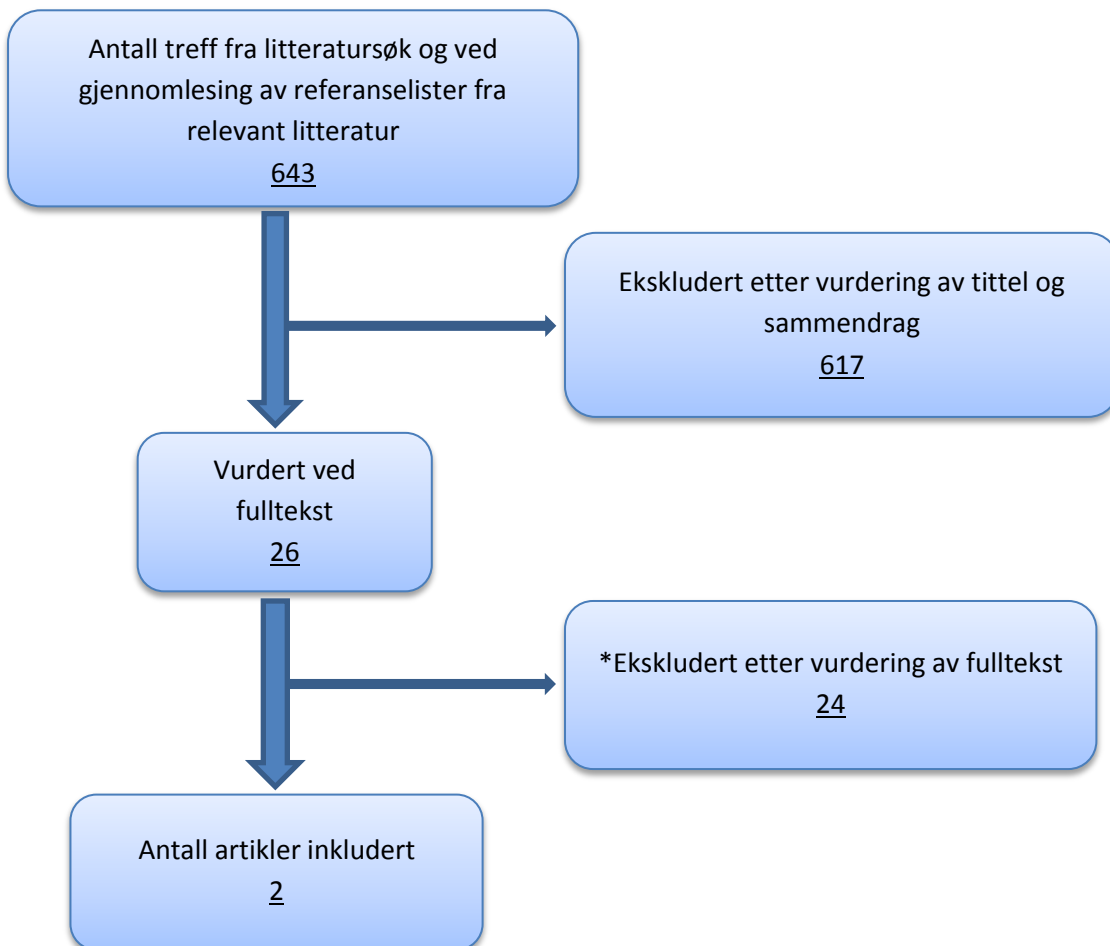 Antall treff fra litteratursøk og ved
gjennomlesing av referanselister fra
relevant litteratur
643
Ekskludert etter vurdering av tittel og
sammendrag
617
Vurdert ved
fulltekst
26
*Ekskludert etter vurdering av fulltekst
24
Antall artikler inkludert
2